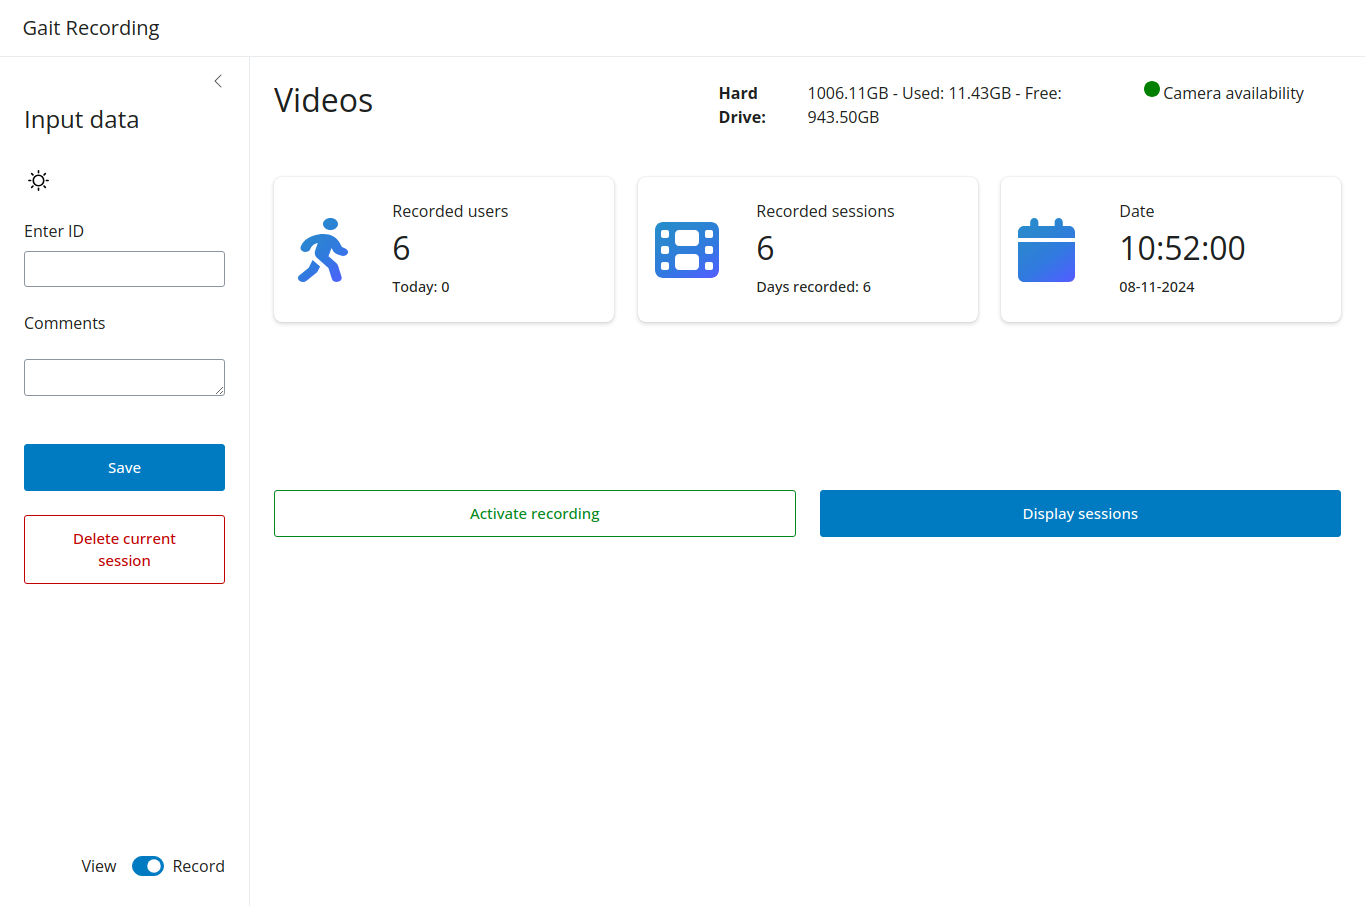 Gait Recording
Input data
Enter ID
Comments
Save
Delete current
session
View
Record
Videos
Hard
Drive:
1006.11GB - Used: 11.43GB - Free:
943.50GB
Camera availability
Recorded users
6
Today: 0
Recorded sessions
6
Days recorded: 6
Date
10:52:00
08-11-2024
Activate recording
Display sessions